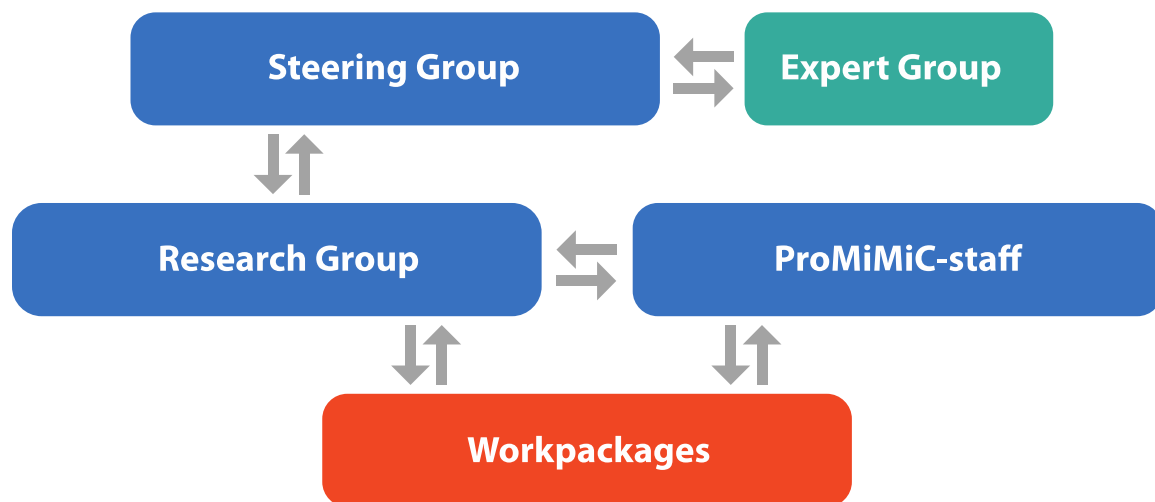 Steering Group
Expert Group
Research Group
ProMiMiC-staff
Workpackages